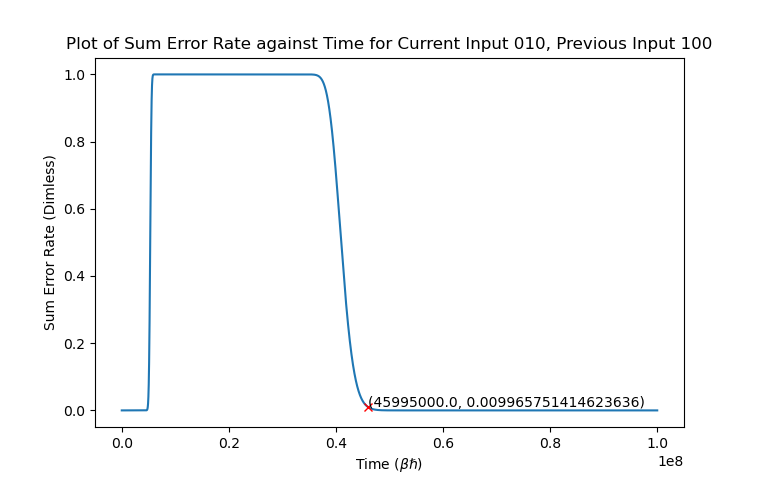 Plot of Sum Error Rate against Time for Current Input 010, Previous Input 100
Sum Error Rate (Dimless)
1.0
0.8
0.6
0.4
0.2
0.0
(45995000.0, 0.009965751414623636)
0.0 0.2 0.4 0.6 0.8 1.0
1e8
Time (βħ)